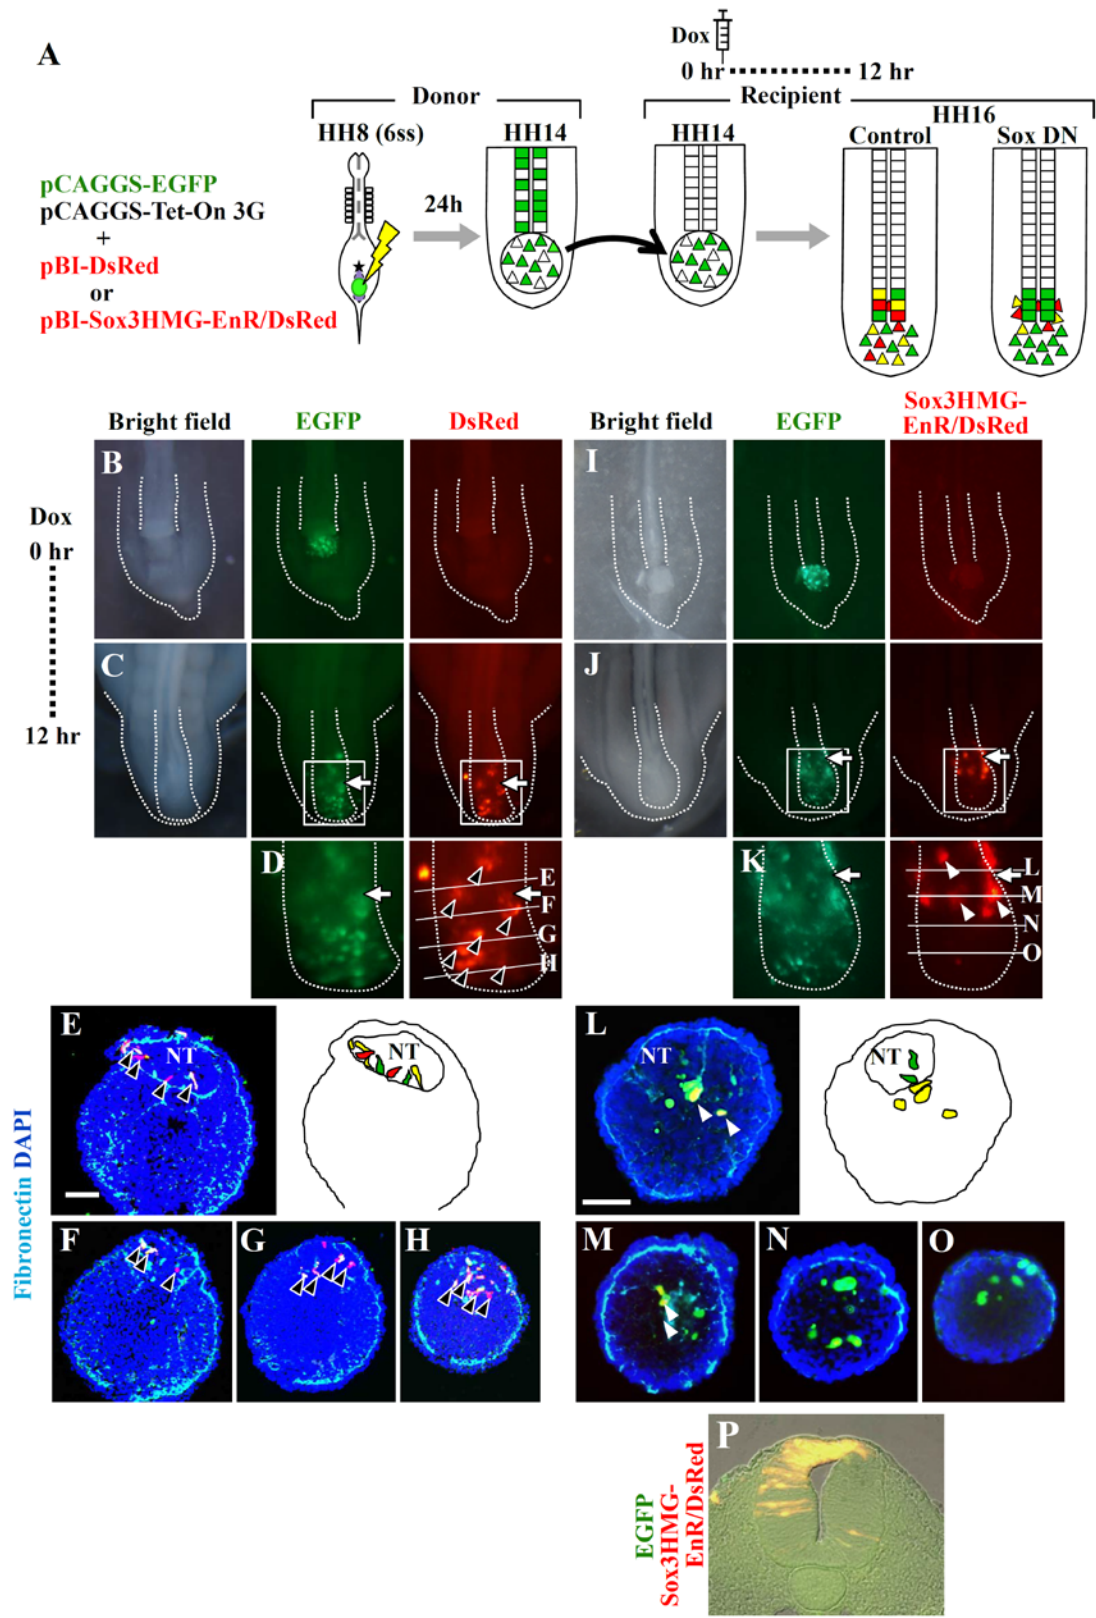 A
Dox
0 hr
12 hr
Donor
Recipient
HH8 (6ss)
HH14
HH14
HH16
Control
Sox DN
pCAGGS-EGFP
pCAGGS-Tet-On 3G
+
pBI-DsRed
or
pBI-Sox3HMG-EnR/DsRed
24h
Bright field
EGFP
DsRed
Bright field
EGFP
Sox3HMG-
EnR/DsRed
B
I
Dox
0 hr
12 hr
C
J
D
E
F
G
H
K
L
M
N
O
E
NT
NT
L
NT
NT
Fibronectin DAPI
F
G
H
M
N
O
P
EGFP
Sox3HMG-
EnR/DsRed